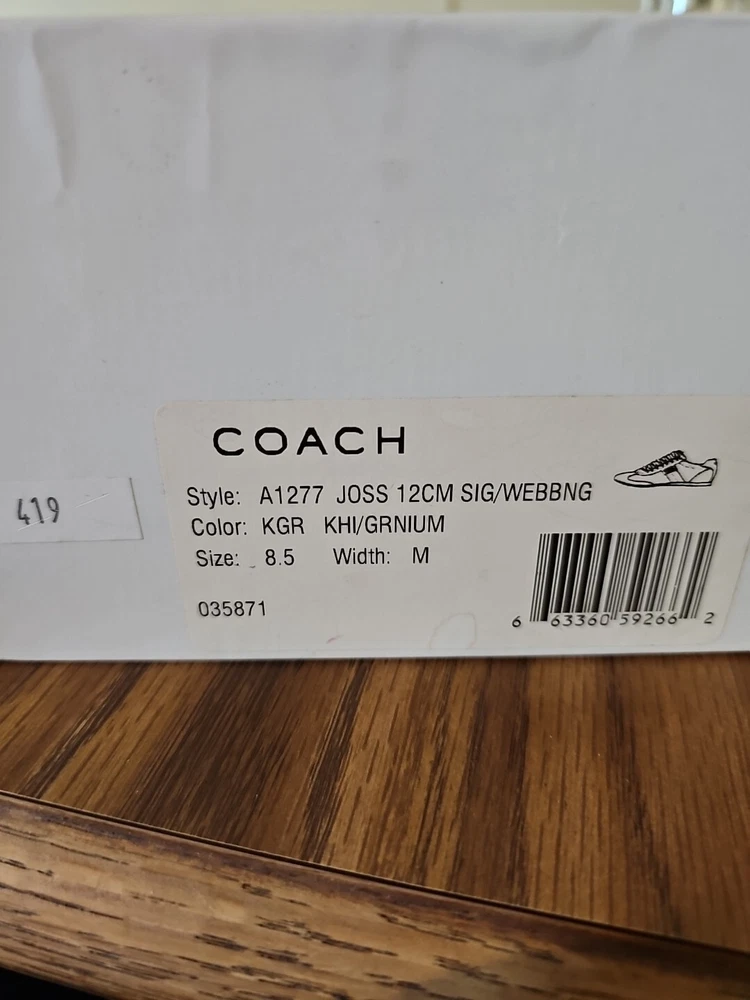 COACH
Style: A1277 JOSS 12CM SIG/WEBBNG
Color: KGR KHI/GRNIUM
Size: 8.5 Width: M
035871
6 63360 59266 2
419